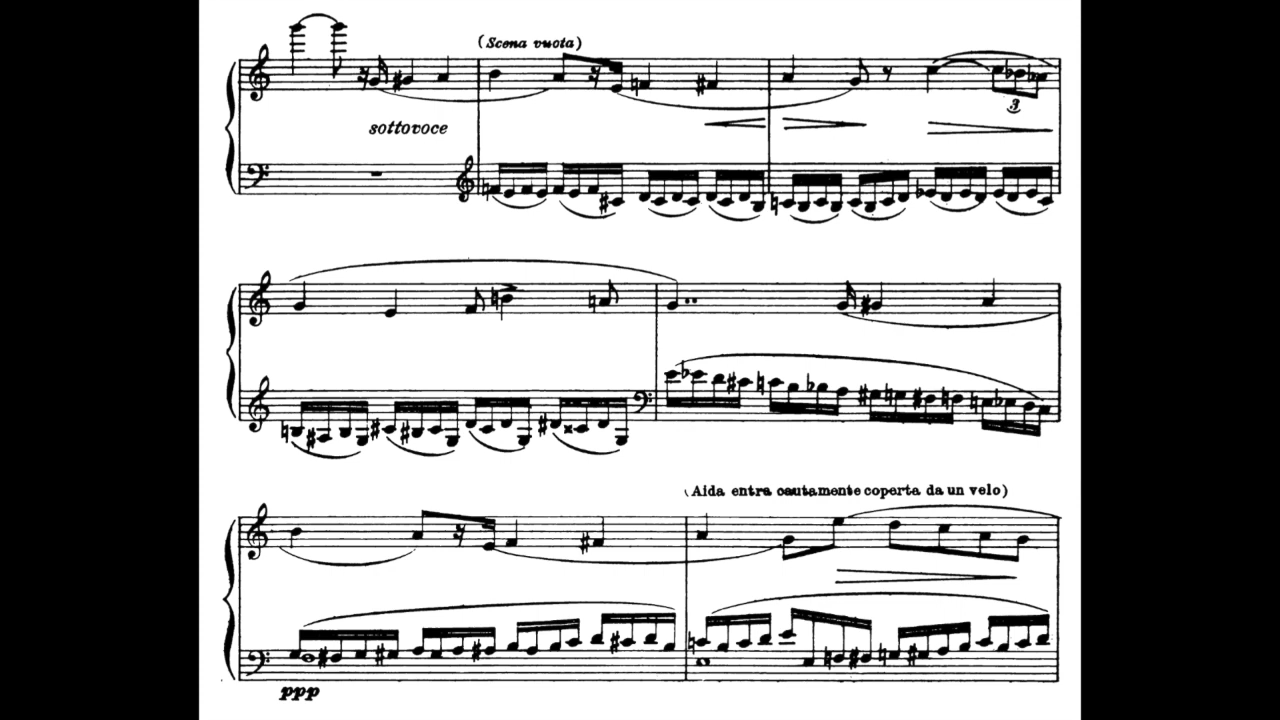 (Scena vuota)
sottovoce
3
(Aida entra cautamente coperta da un velo)
ppp